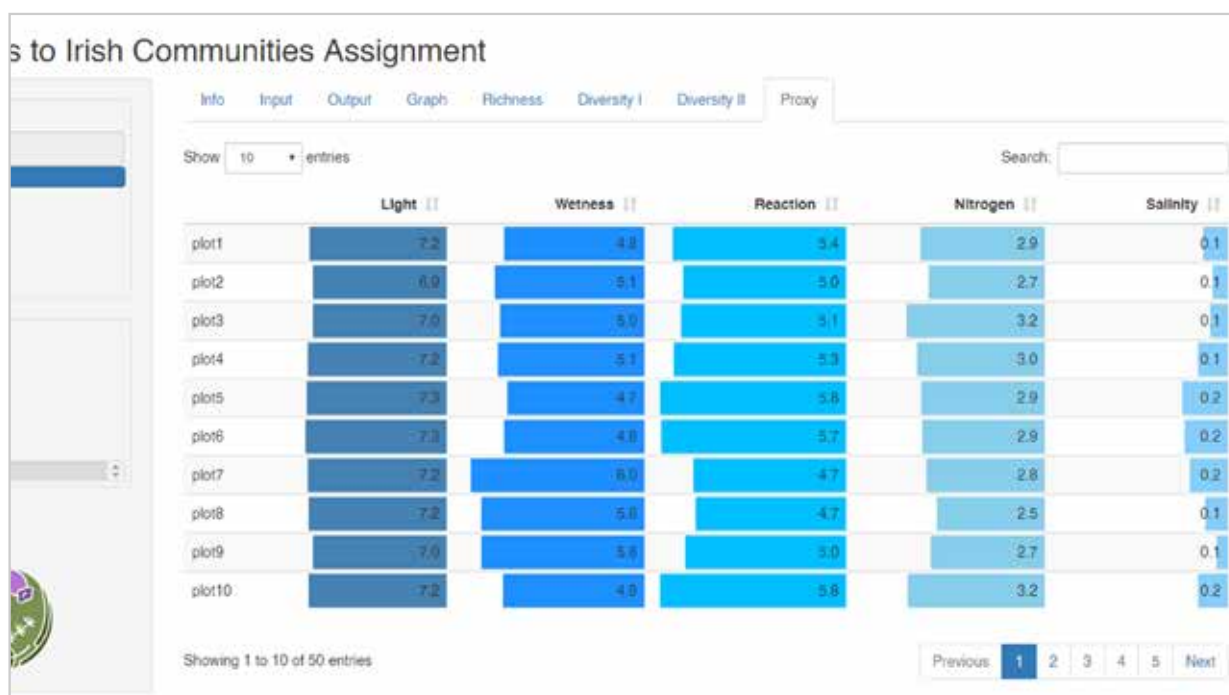 s to Irish Communities Assignment
Info Input Output Graph Richness Diversity I Diversity II Proxy
Show 10 entries Search:
Light Wetness Reaction Nitrogen Salinity
plot1 7.2 4.8 5.4 2.9 0.1
plot2 6.9 5.1 5.0 2.7 0.1
plot3 7.0 5.0 5.1 3.2 0.1
plot4 7.2 5.1 5.3 3.0 0.1
plot5 7.3 4.7 5.8 2.9 0.2
plot6 7.3 4.8 5.7 2.9 0.2
plot7 7.2 6.0 4.7 2.8 0.2
plot8 7.2 4.7 2.5 0.1
plot9 7.0 5.0 2.7 0.1
plot10 7.2 5.8 3.2 0.2
Showing 1 to 10 of 50 entries Previous 1 2 3 4 5 Next